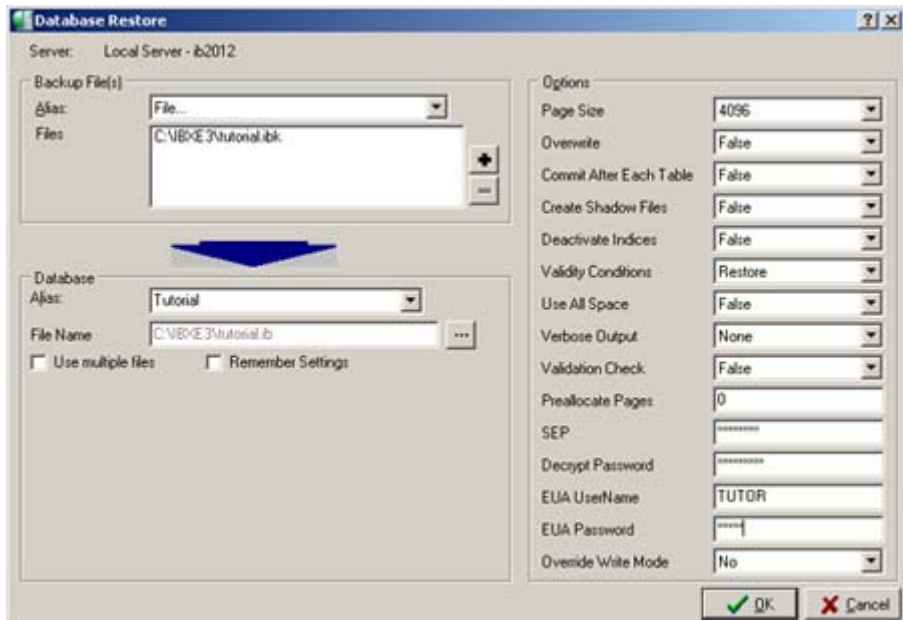 Database Restore
Server: Local Server - ib2012
Backup File(s)
Alias: File...
Files C:\IBXE3\tutorial.ibk
Database
Alias: Tutorial
File Name C:\IBXE3\tutorial.ib ...
Use multiple files Remember Settings
Options
Page Size 4096
Overwrite False
Commit After Each Table False
Create Shadow Files False
Deactivate Indices False
Validity Conditions Restore
Use All Space False
Verbose Output None
Validation Check False
Preallocate Pages 0
SEP ********
Decrypt Password *********
EUA UserName TUTOR
EUA Password *****
Override Write Mode No
OK Cancel